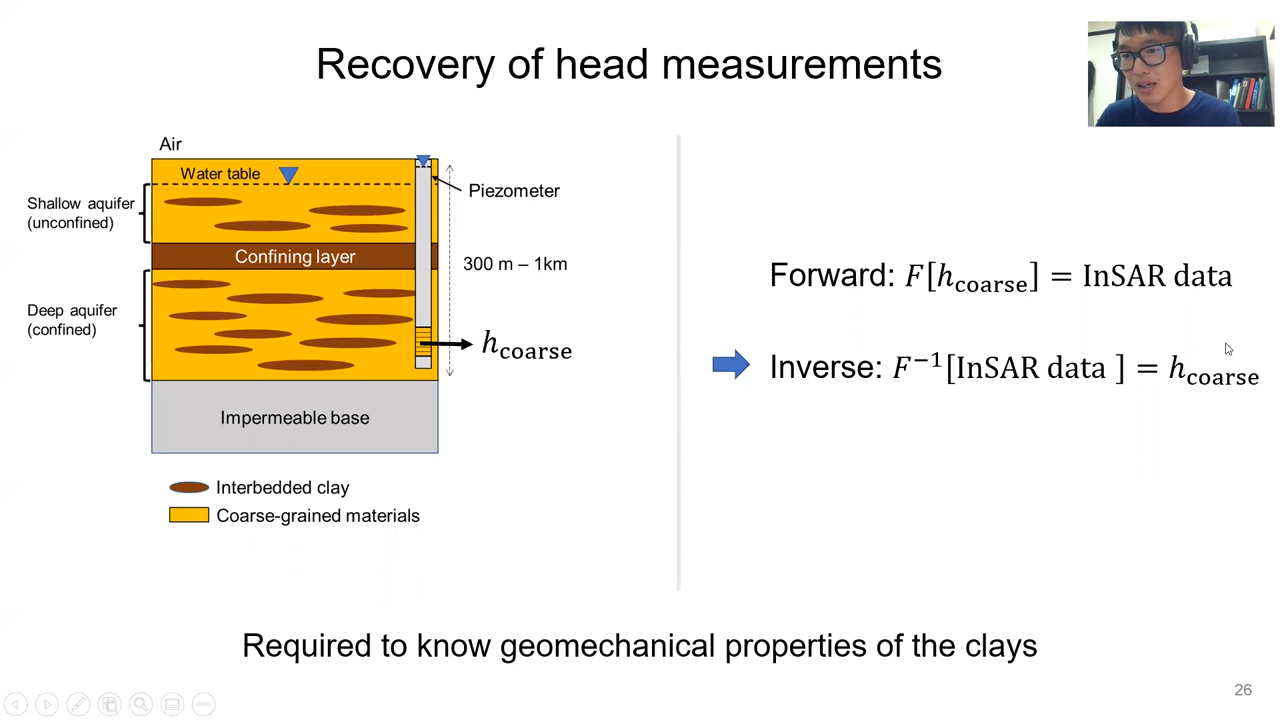 Recovery of head measurements
Air
Water table
Piezometer
Shallow aquifer
(unconfined)
Confining layer
300 m – 1km
Deep aquifer
(confined)
h_coarse
Impermeable base
Interbedded clay
Coarse-grained materials
Forward: F[h_coarse] = InSAR data
Inverse: F⁻¹[InSAR data ] = h_coarse
Required to know geomechanical properties of the clays
26